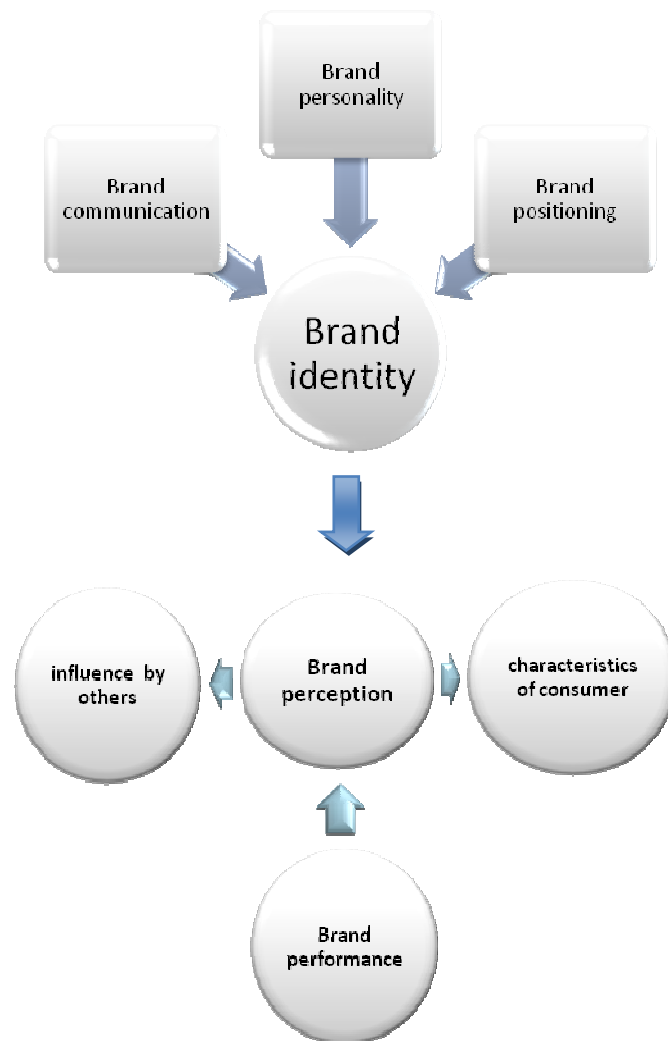 Brand
personality
Brand
communication
Brand
positioning
Brand
identity
influence by
others
Brand
perception
characteristics
of consumer
Brand
performance